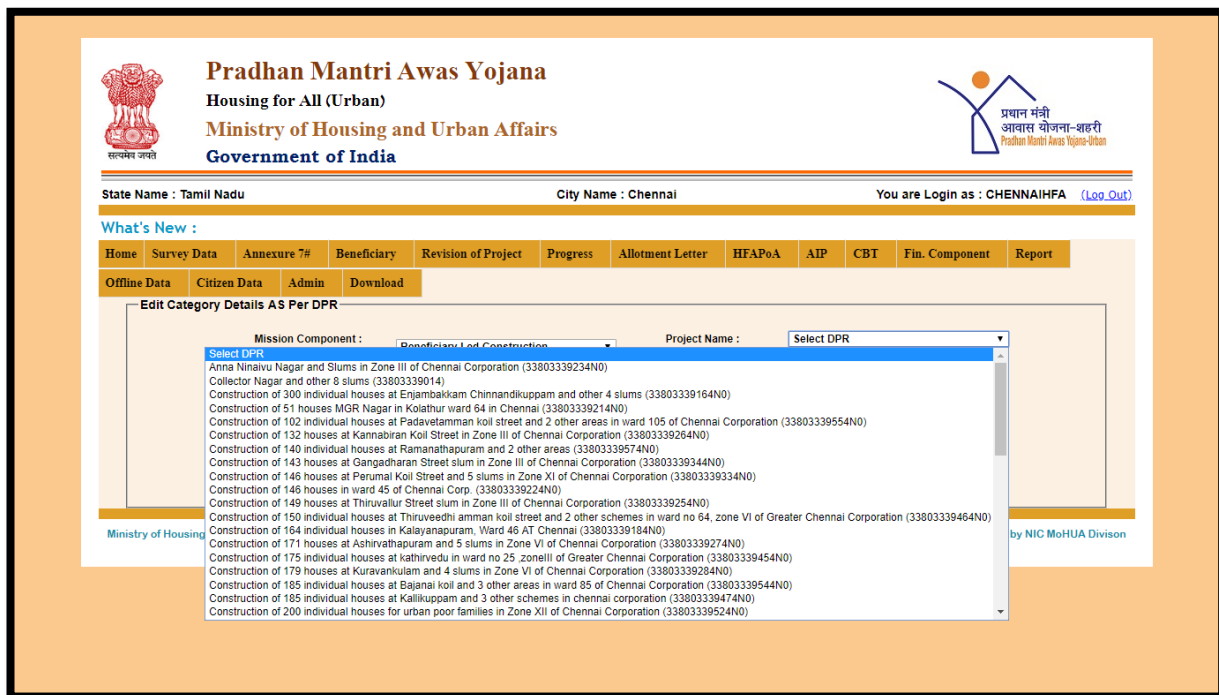 Pradhan Mantri Awas Yojana
Housing for All (Urban)
Ministry of Housing and Urban Affairs
Government of India
सत्यमेव जयते
प्रधान मंत्री
आवास योजना-शहरी
Pradhan Mantri Awas Yojana-Urban
State Name : Tamil Nadu City Name : Chennai You are Login as : CHENNAIHFA (Log Out)
What's New :
Home Survey Data Annexure 7# Beneficiary Revision of Project Progress Allotment Letter HFAPoA AIP CBT Fin. Component Report
Offline Data Citizen Data Admin Download
Edit Category Details AS Per DPR
Mission Component : Beneficiary Led Construction Project Name : Select DPR
Select DPR
Anna Ninaivu Nagar and Slums in Zone III of Chennai Corporation (33803339234N0)
Collector Nagar and other 8 slums (33803339014)
Construction of 300 individual houses at Enjambakkam Chinnandikuppam and other 4 slums (33803339164N0)
Construction of 51 houses MGR Nagar in Kolathur ward 64 in Chennai (33803339214N0)
Construction of 102 individual houses at Padavetamman koil street and 2 other areas in ward 105 of Chennai Corporation (33803339554N0)
Construction of 132 houses at Kannabiran Koil Street in Zone III of Chennai Corporation (33803339264N0)
Construction of 140 individual houses at Ramanathapuram and 2 other areas (33803339574N0)
Construction of 143 houses at Gangadharan Street slum in Zone III of Chennai Corporation (33803339344N0)
Construction of 146 houses at Perumal Koil Street and 5 slums in Zone XI of Chennai Corporation (33803339334N0)
Construction of 146 houses in ward 45 of Chennai Corp. (33803339224N0)
Construction of 149 houses at Thiruvallur Street slum in Zone III of Chennai Corporation (33803339254N0)
Construction of 150 individual houses at Thiruveedhi amman koil street and 2 other schemes in ward no 64, zone VI of Greater Chennai Corporation (33803339464N0)
Construction of 164 individual houses in Kalayanapuram, Ward 46 AT Chennai (33803339184N0)
Construction of 171 houses at Ashirvathapuram and 5 slums in Zone VI of Chennai Corporation (33803339274N0)
Construction of 175 individual houses at kathirvedu in ward no 25 ,zoneIII of Greater Chennai Corporation (33803339454N0)
Construction of 179 houses at Kuravankulam and 4 slums in Zone VI of Chennai Corporation (33803339284N0)
Construction of 185 individual houses at Bajanai koil and 3 other areas in ward 85 of Chennai Corporation (33803339544N0)
Construction of 185 individual houses at Kallikuppam and 3 other schemes in chennai corporation (33803339474N0)
Construction of 200 individual houses for urban poor families in Zone XII of Chennai Corporation (33803339524N0)
Ministry of Housing by NIC MoHUA Divison